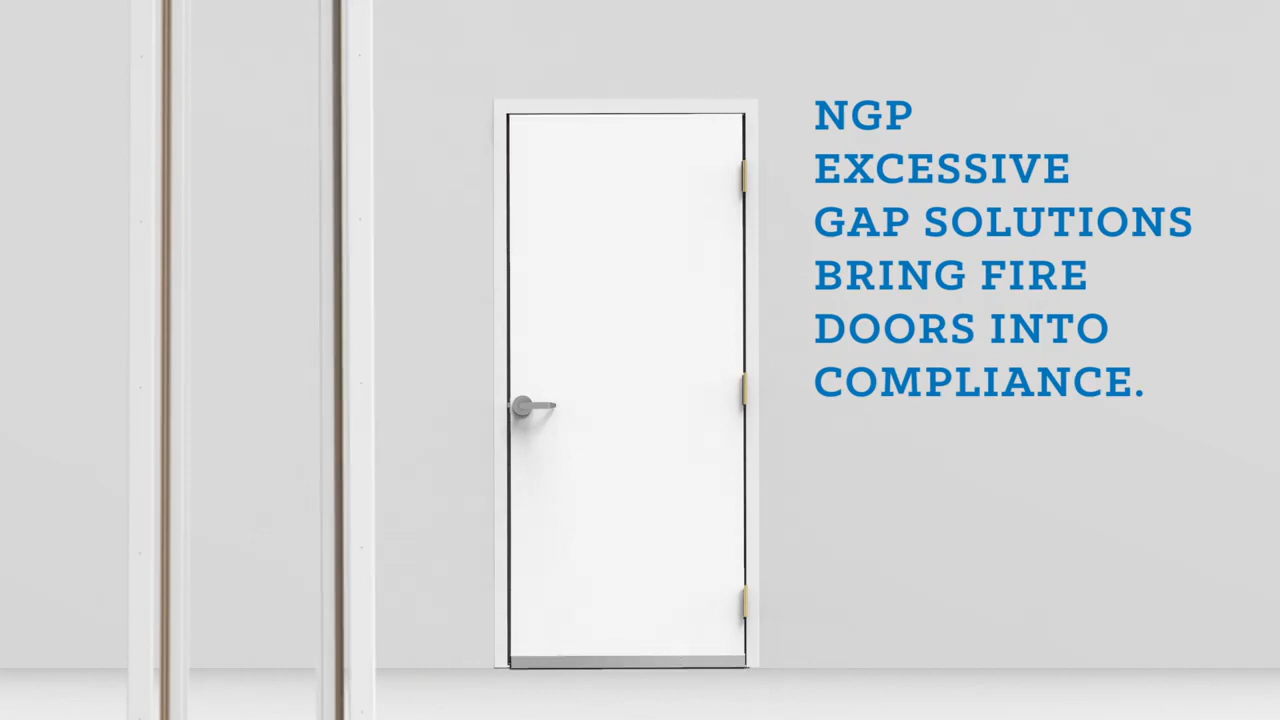 NGP
EXCESSIVE
GAP SOLUTIONS
BRING FIRE
DOORS INTO
COMPLIANCE.